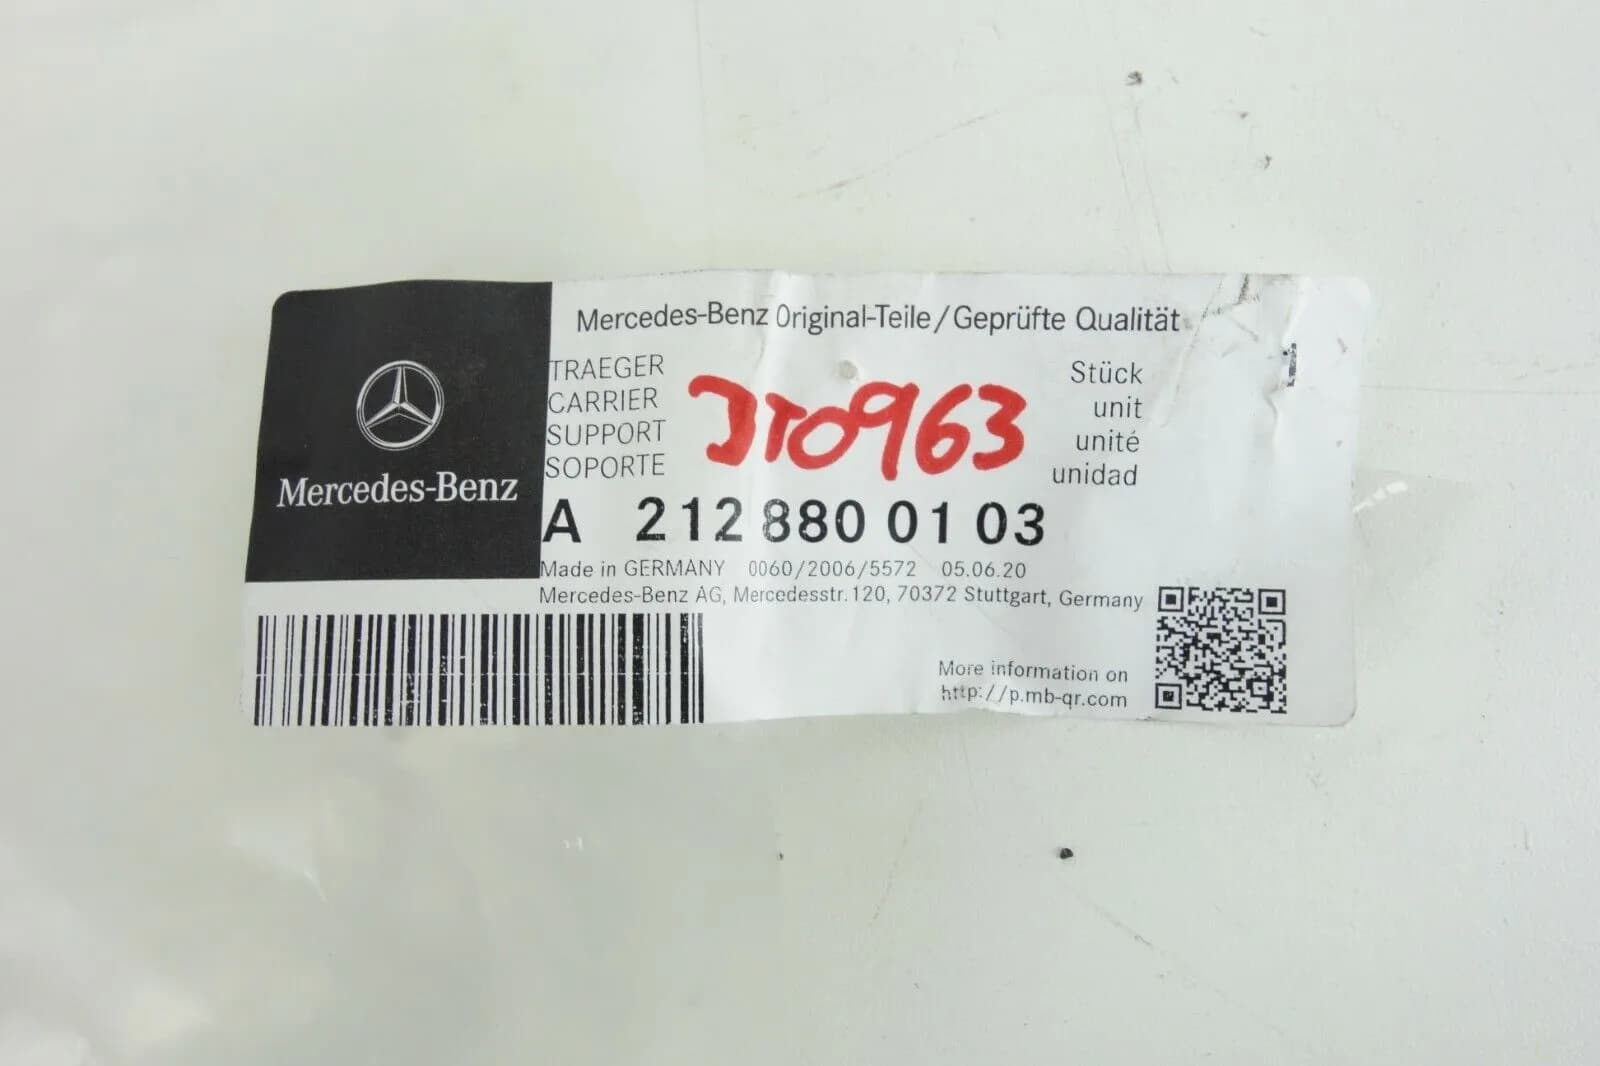 Mercedes-Benz Original-Teile/Geprüfte Qualität
Mercedes-Benz
TRAEGER
CARRIER
SUPPORT
SOPORTE
JT0963
Stück
unit
unité
unidad
A 212 880 01 03
Made in GERMANY 0060/2006/5572 05.06.20
Mercedes-Benz AG, Mercedesstr.120, 70372 Stuttgart, Germany
More information on
http://p.mb-qr.com